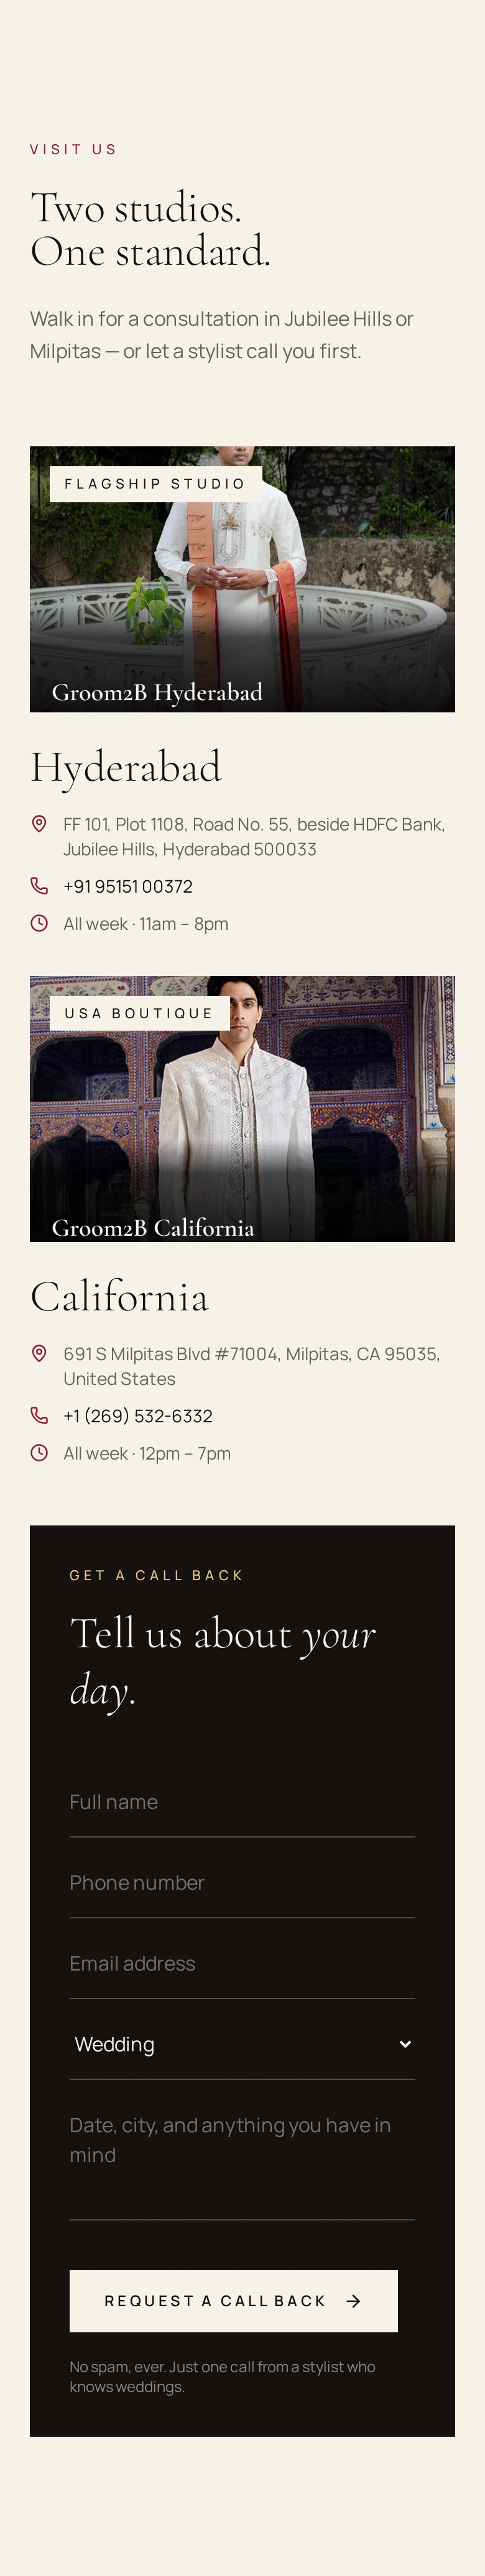 VISIT US
Two studios.
One standard.
Walk in for a consultation in Jubilee Hills or
Milpitas — or let a stylist call you first.
FLAGSHIP STUDIO
Groom2B Hyderabad
Hyderabad
FF 101, Plot 1108, Road No. 55, beside HDFC Bank,
Jubilee Hills, Hyderabad 500033
+91 95151 00372
All week · 11am – 8pm
USA BOUTIQUE
Groom2B California
California
691 S Milpitas Blvd #71004, Milpitas, CA 95035,
United States
+1 (269) 532-6332
All week · 12pm – 7pm
GET A CALL BACK
Tell us about your
day.
Full name
Phone number
Email address
Wedding
Date, city, and anything you have in
mind
REQUEST A CALL BACK
No spam, ever. Just one call from a stylist who
knows weddings.